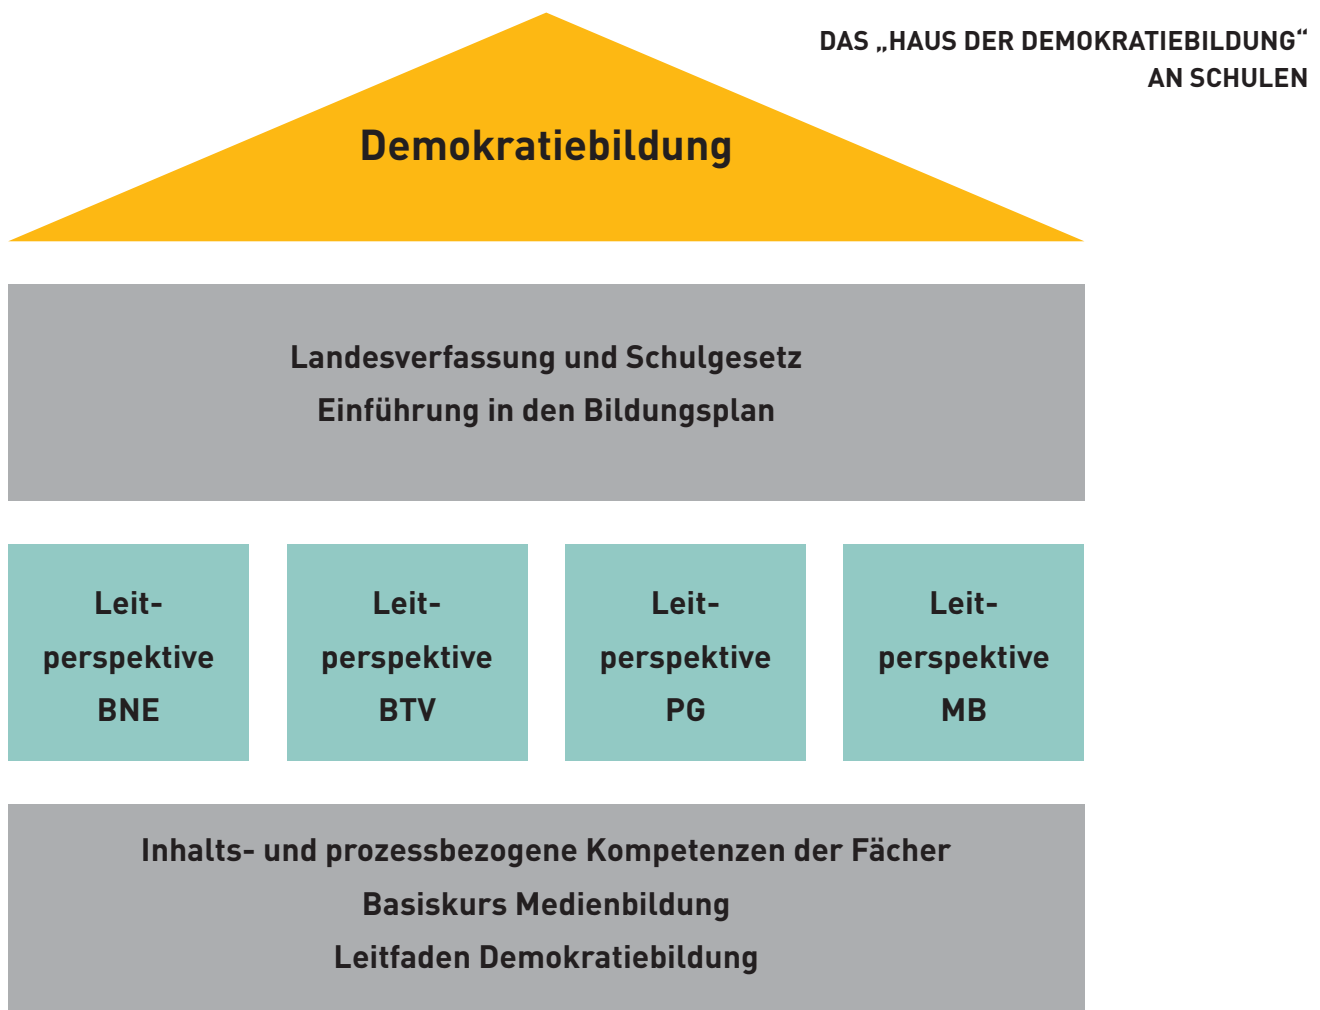 DAS „HAUS DER DEMOKRATIEBILDUNG“
AN SCHULEN
Demokratiebildung
Landesverfassung und Schulgesetz
Einführung in den Bildungsplan
Leit-
perspektive
BNE
Leit-
perspektive
BTV
Leit-
perspektive
PG
Leit-
perspektive
MB
Inhalts- und prozessbezogene Kompetenzen der Fächer
Basiskurs Medienbildung
Leitfaden Demokratiebildung